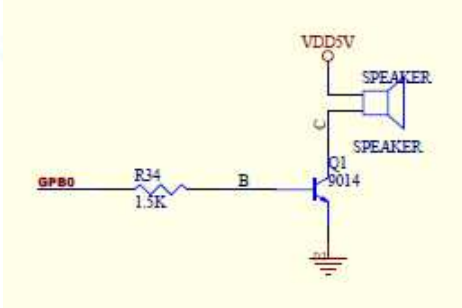 VDD5V
SPEAKER
C
SPEAKER
Q1
9014
R34
1.5K
B
GPB0